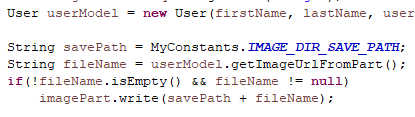 User userModel = new User(firstName, lastName, user
String savePath = MyConstants.IMAGE_DIR_SAVE_PATH;
String fileName = userModel.getImageUrlFromPart();
if(!fileName.isEmpty() && fileName != null)
imagePart.write(savePath + fileName);